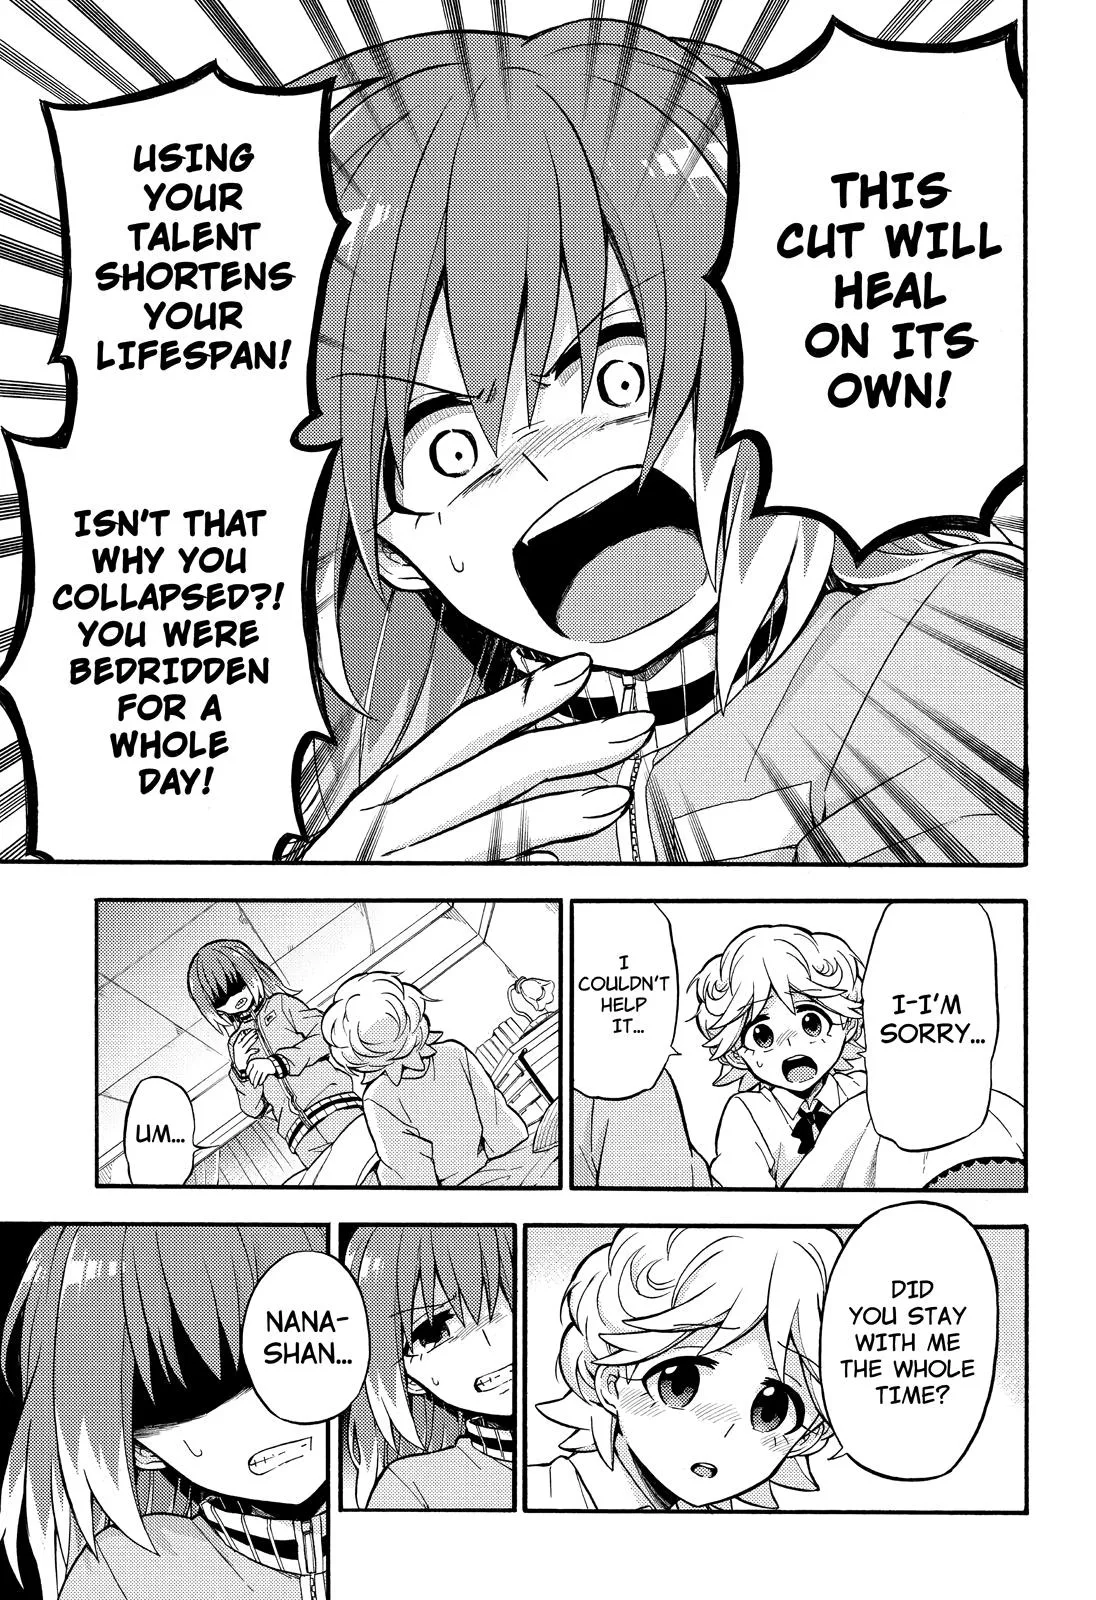 THIS
CUT WILL
HEAL
ON ITS
OWN!
USING
YOUR
TALENT
SHORTENS
YOUR
LIFESPAN!
ISN'T THAT
WHY YOU
COLLAPSED?!
YOU WERE
BEDRIDDEN
FOR A
WHOLE
DAY!
I-I'M
SORRY...
I
COULDN'T
HELP
IT...
UM...
DID
YOU STAY
WITH ME
THE WHOLE
TIME?
NANA-
SHAN...